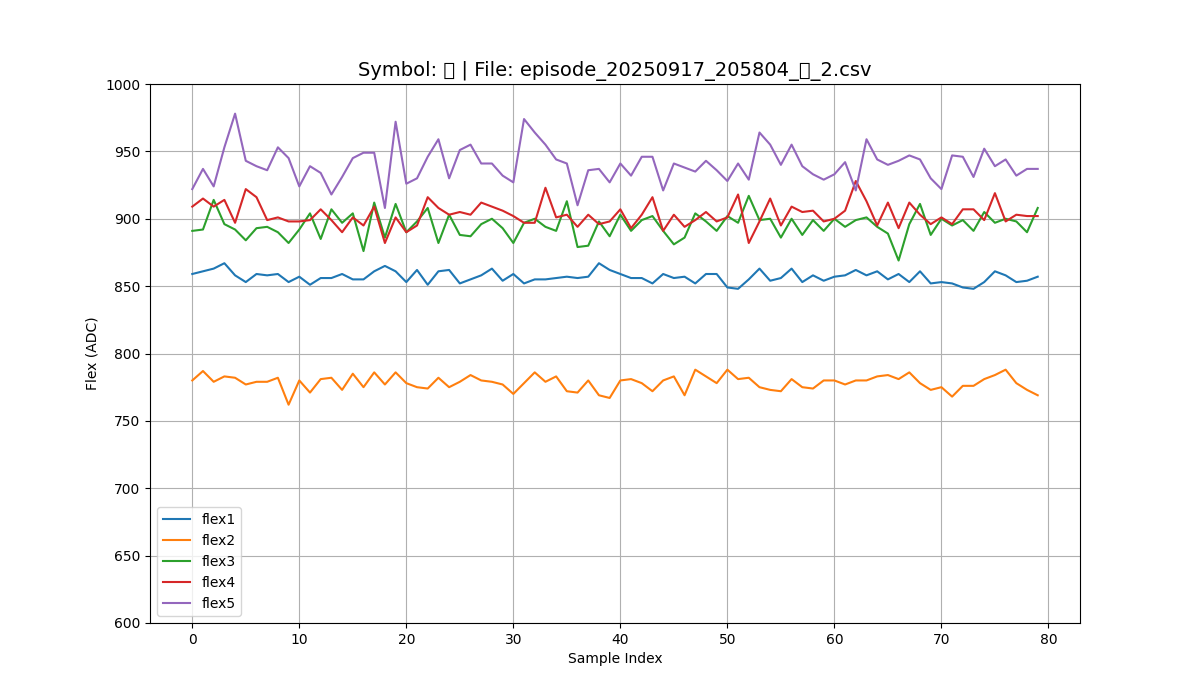 Symbol: ▯ | File: episode_20250917_205804_▯_2.csv
1000
950
900
850
800
750
700
650
600
Flex (ADC)
flex1
flex2
flex3
flex4
flex5
0 10 20 30 40 50 60 70 80
Sample Index